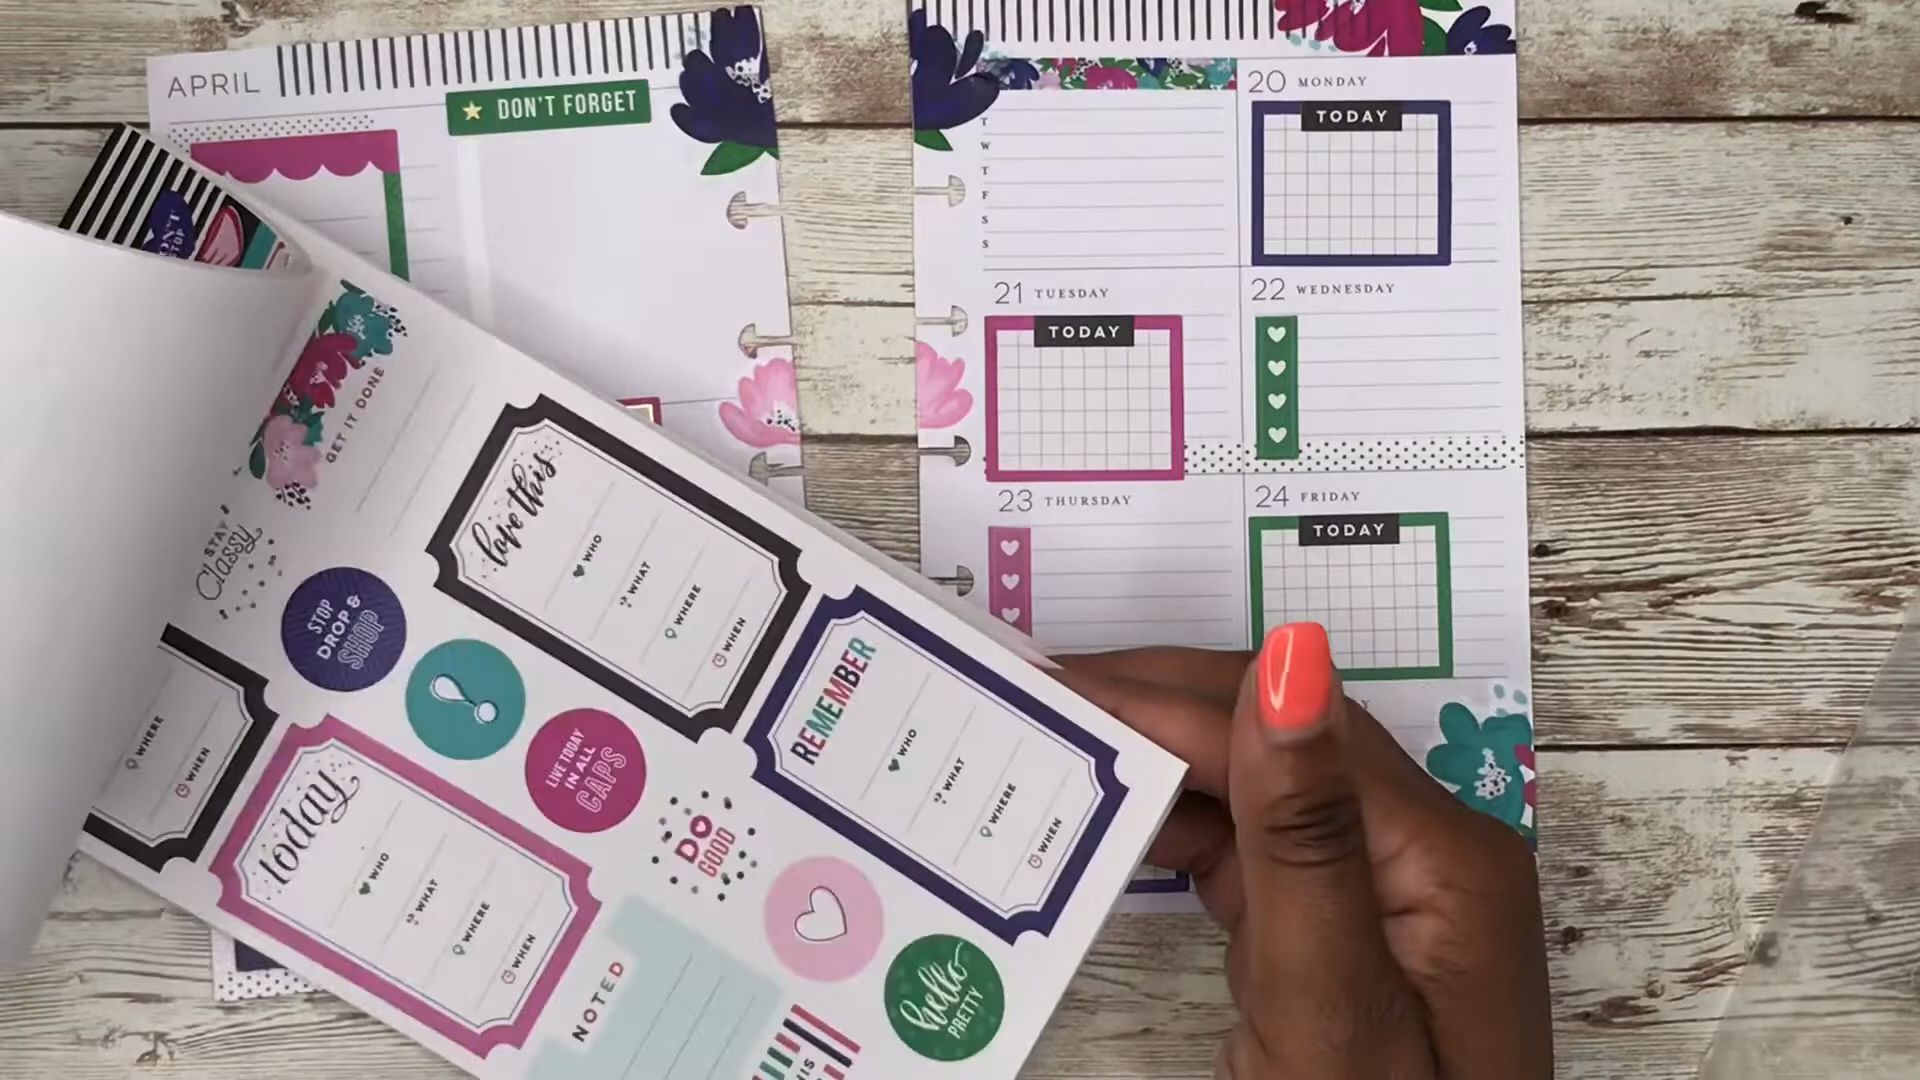 APRIL
DON'T FORGET
T
W
T
F
S
S
20 MONDAY
TODAY
21 TUESDAY
TODAY
22 WEDNESDAY
23 THURSDAY
24 FRIDAY
TODAY
GET IT DONE
STAY
Classy
STOP
DROP &
SHOP
love this
WHO
WHAT
WHERE
WHEN
REMEMBER
WHO
WHAT
WHERE
WHEN
LIVE TODAY
IN ALL
CAPS
WHERE
WHEN
today
WHO
WHAT
WHERE
WHEN
DO
GOOD
NOTED
hello
PRETTY